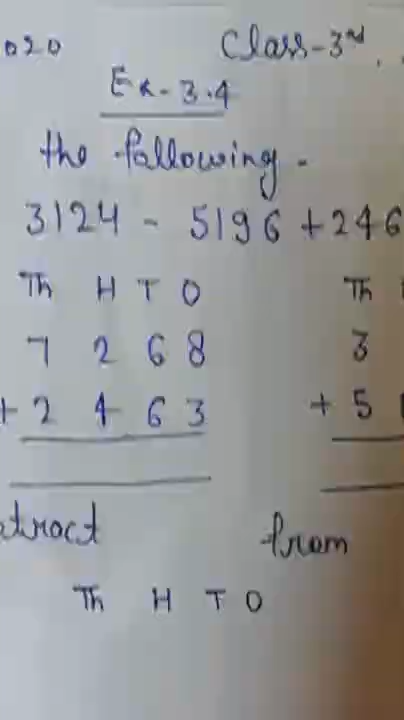 020 Class-3rd,
Ex-3.4
the following-
3124 - 5196 +246
Th H T O Th
7 2 6 8 3
+ 2 4 6 3 + 5
tract from
Th H T O